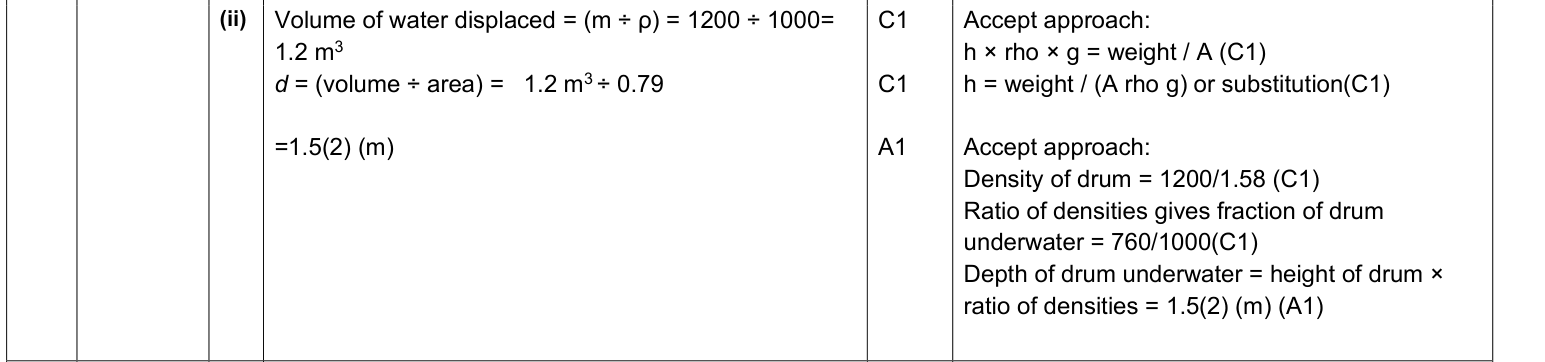 (ii)
Volume of water displaced = (m ÷ ρ) = 1200 ÷ 1000=
1.2 m³
d = (volume ÷ area) = 1.2 m³ ÷ 0.79
=1.5(2) (m)
C1
C1
A1
Accept approach:
h × rho × g = weight / A (C1)
h = weight / (A rho g) or substitution(C1)
Accept approach:
Density of drum = 1200/1.58 (C1)
Ratio of densities gives fraction of drum
underwater = 760/1000(C1)
Depth of drum underwater = height of drum ×
ratio of densities = 1.5(2) (m) (A1)